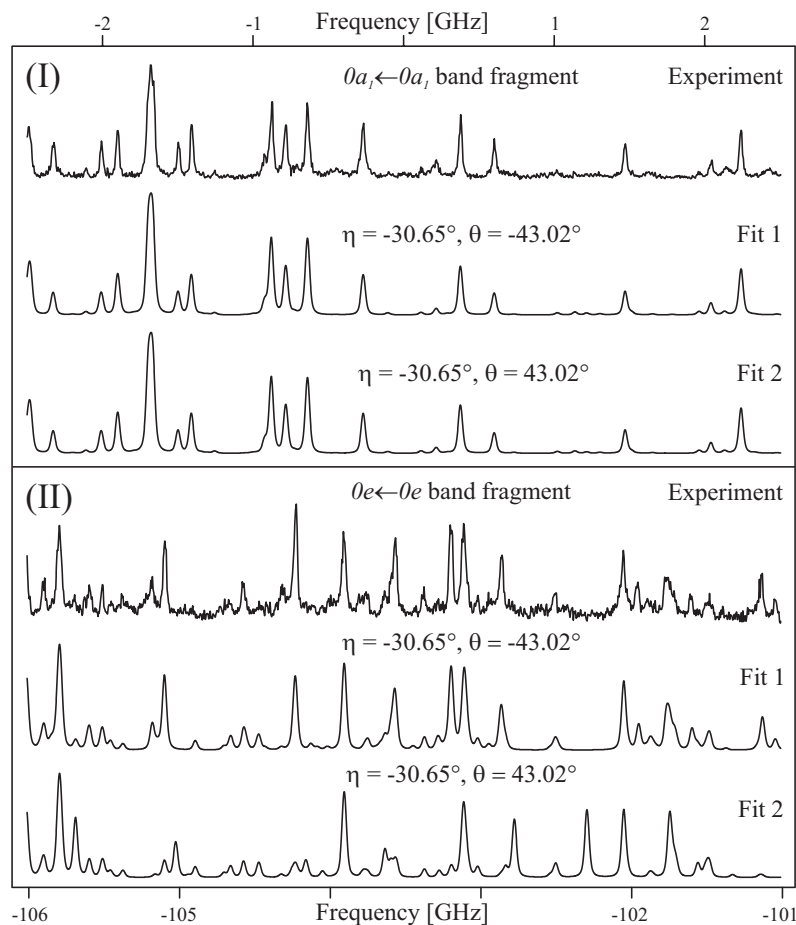 Frequency [GHz]
-2 -1 1 2
(I) 0a₁←0a₁ band fragment Experiment
η = -30.65°, θ = -43.02° Fit 1
η = -30.65°, θ = 43.02° Fit 2
(II) 0e←0e band fragment Experiment
η = -30.65°, θ = -43.02° Fit 1
η = -30.65°, θ = 43.02° Fit 2
-106 -105 -102 -101
Frequency [GHz]